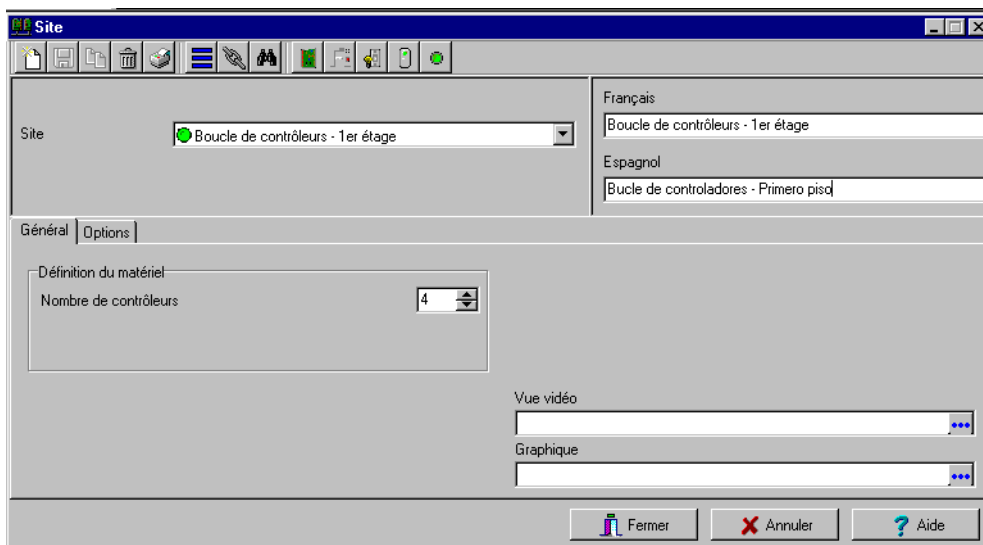 Site
Français
Boucle de contrôleurs - 1er étage
Site
Boucle de contrôleurs - 1er étage
Espagnol
Bucle de controladores - Primero piso
Général
Options
Définition du matériel
Nombre de contrôleurs
4
Vue vidéo
Graphique
Fermer
Annuler
Aide